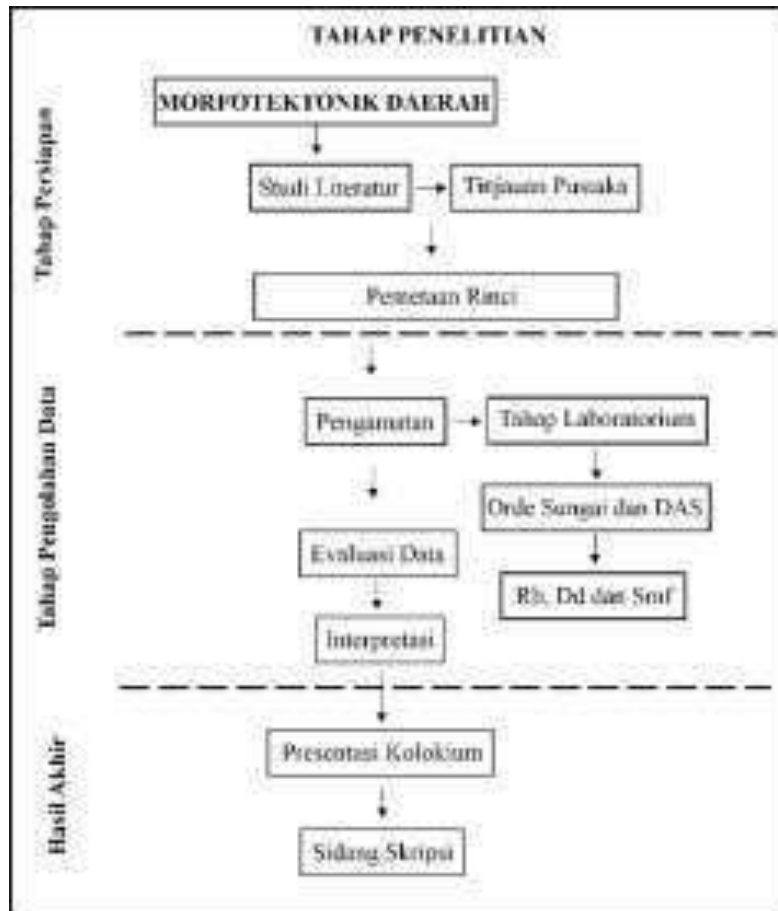 TAHAP PENELITIAN
Tahap Persiapan
MORFOTEKTONIK DAERAH
Studi Literatur
Tinjauan Pustaka
Pemetaan Rinci
Tahap Pengolahan Data
Pengamatan
Tahap Laboratorium
Orde Sungai dan DAS
Evaluasi Data
Rb, Dd dan Smf
Interpretasi
Hasil Akhir
Presentasi Kolokium
Sidang Skripsi